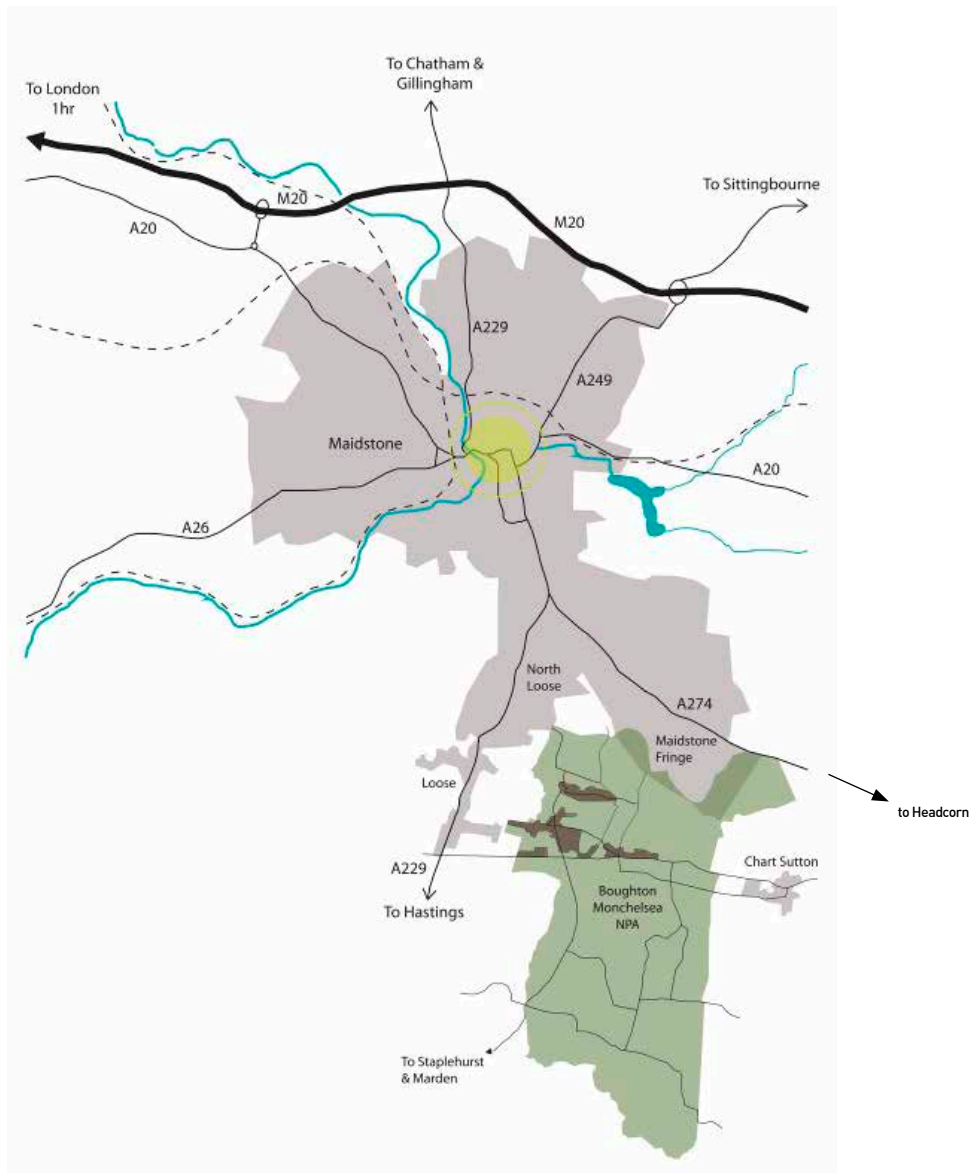 To Chatham &
Gillingham
To London
1hr
To Sittingbourne
M20
A20
M20
A229
A249
Maidstone
A20
A26
North
Loose
A274
Maidstone
Fringe
Loose
to Headcorn
Chart Sutton
A229
To Hastings
Boughton
Monchelsea
NPA
To Staplehurst
& Marden